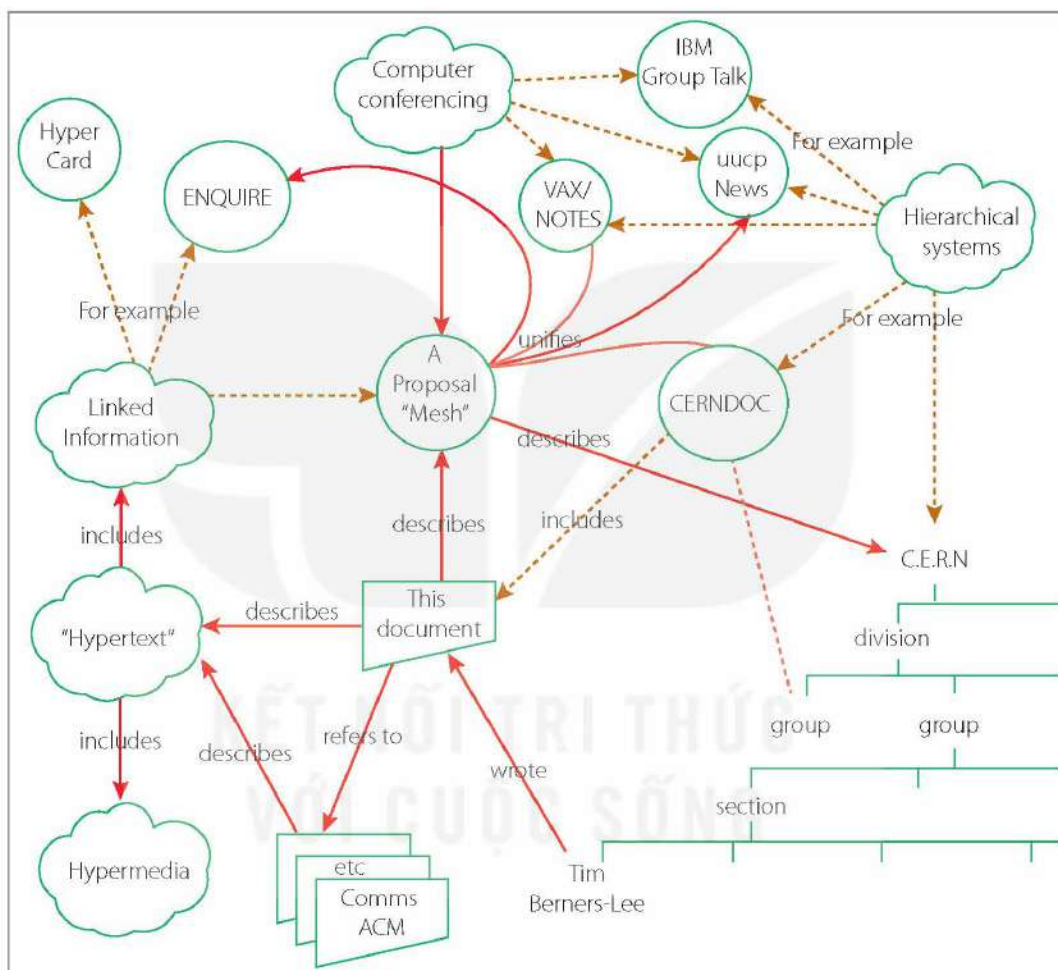 IBM
Group Talk
Computer
conferencing
Hyper
Card
For example
uucp
News
ENQUIRE
VAX/
NOTES
Hierarchical
systems
For example
For example
unifies
A
Proposal
"Mesh"
Linked
Information
CERNDOC
describes
includes
describes
includes
C.E.R.N
This
document
describes
"Hypertext"
division
KẾT NỐI TRI THỨC
VỚI CUỘC SỐNG
group
group
includes
describes
refers to
wrote
section
Hypermedia
etc
Comms
ACM
Tim
Berners-Lee